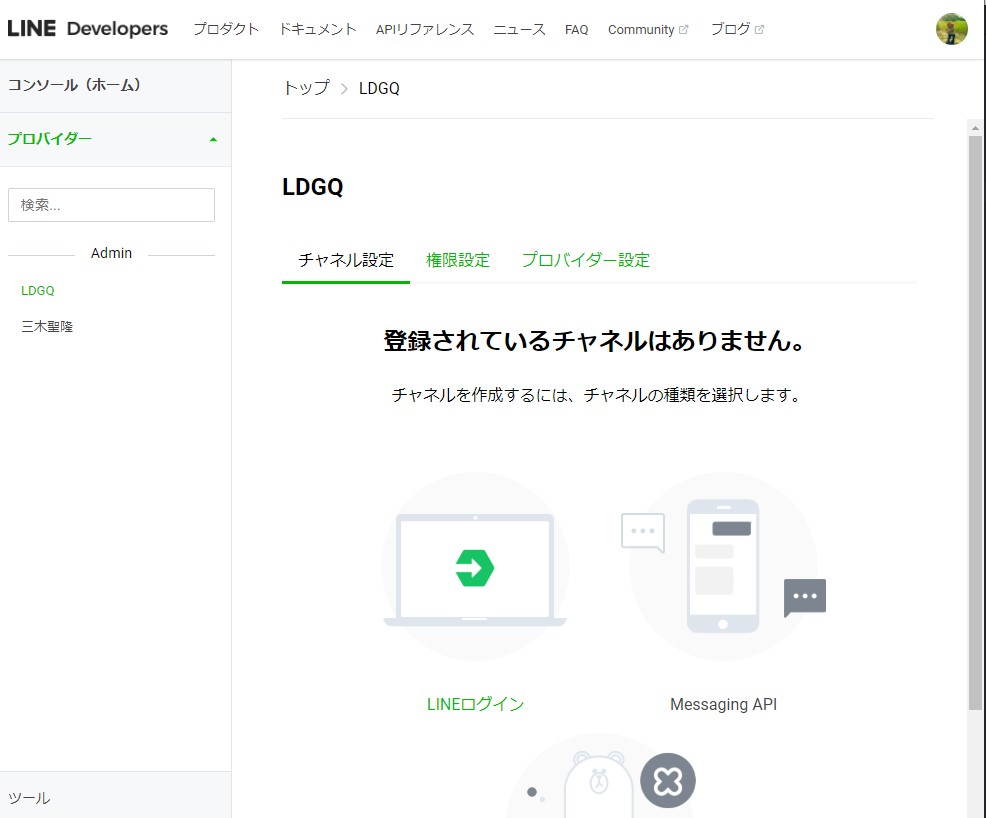 LINE Developers プロダクト ドキュメント APIリファレンス ニュース FAQ Community ブログ
コンソール（ホーム）
プロバイダー
検索...
Admin
LDGQ
三木聖隆
ツール
トップ > LDGQ
LDGQ
チャネル設定 権限設定 プロバイダー設定
登録されているチャネルはありません。
チャネルを作成するには、チャネルの種類を選択します。
LINEログイン Messaging API